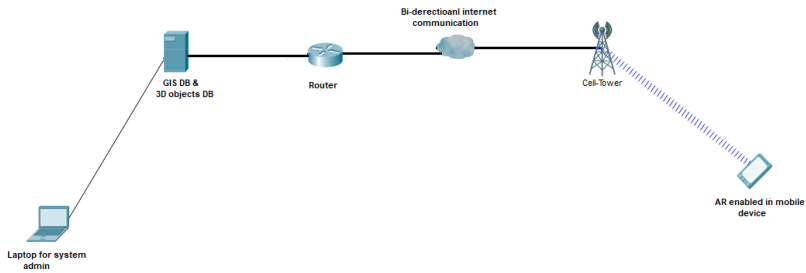 Bi-derectioanl internet
communication
GIS DB &
3D objects DB
Router
Cell-Tower
AR enabled in mobile
device
Laptop for system
admin